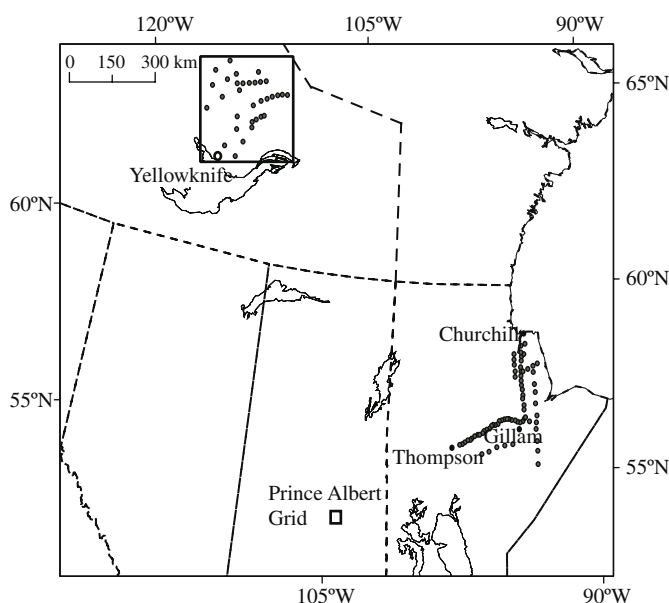 120ºW 105ºW 90ºW
0 150 300 km
65ºN
Yellowknife
60ºN
60ºN
Churchill
55ºN
Gillam
Thompson
55ºN
Prince Albert
Grid
105ºW 90ºW